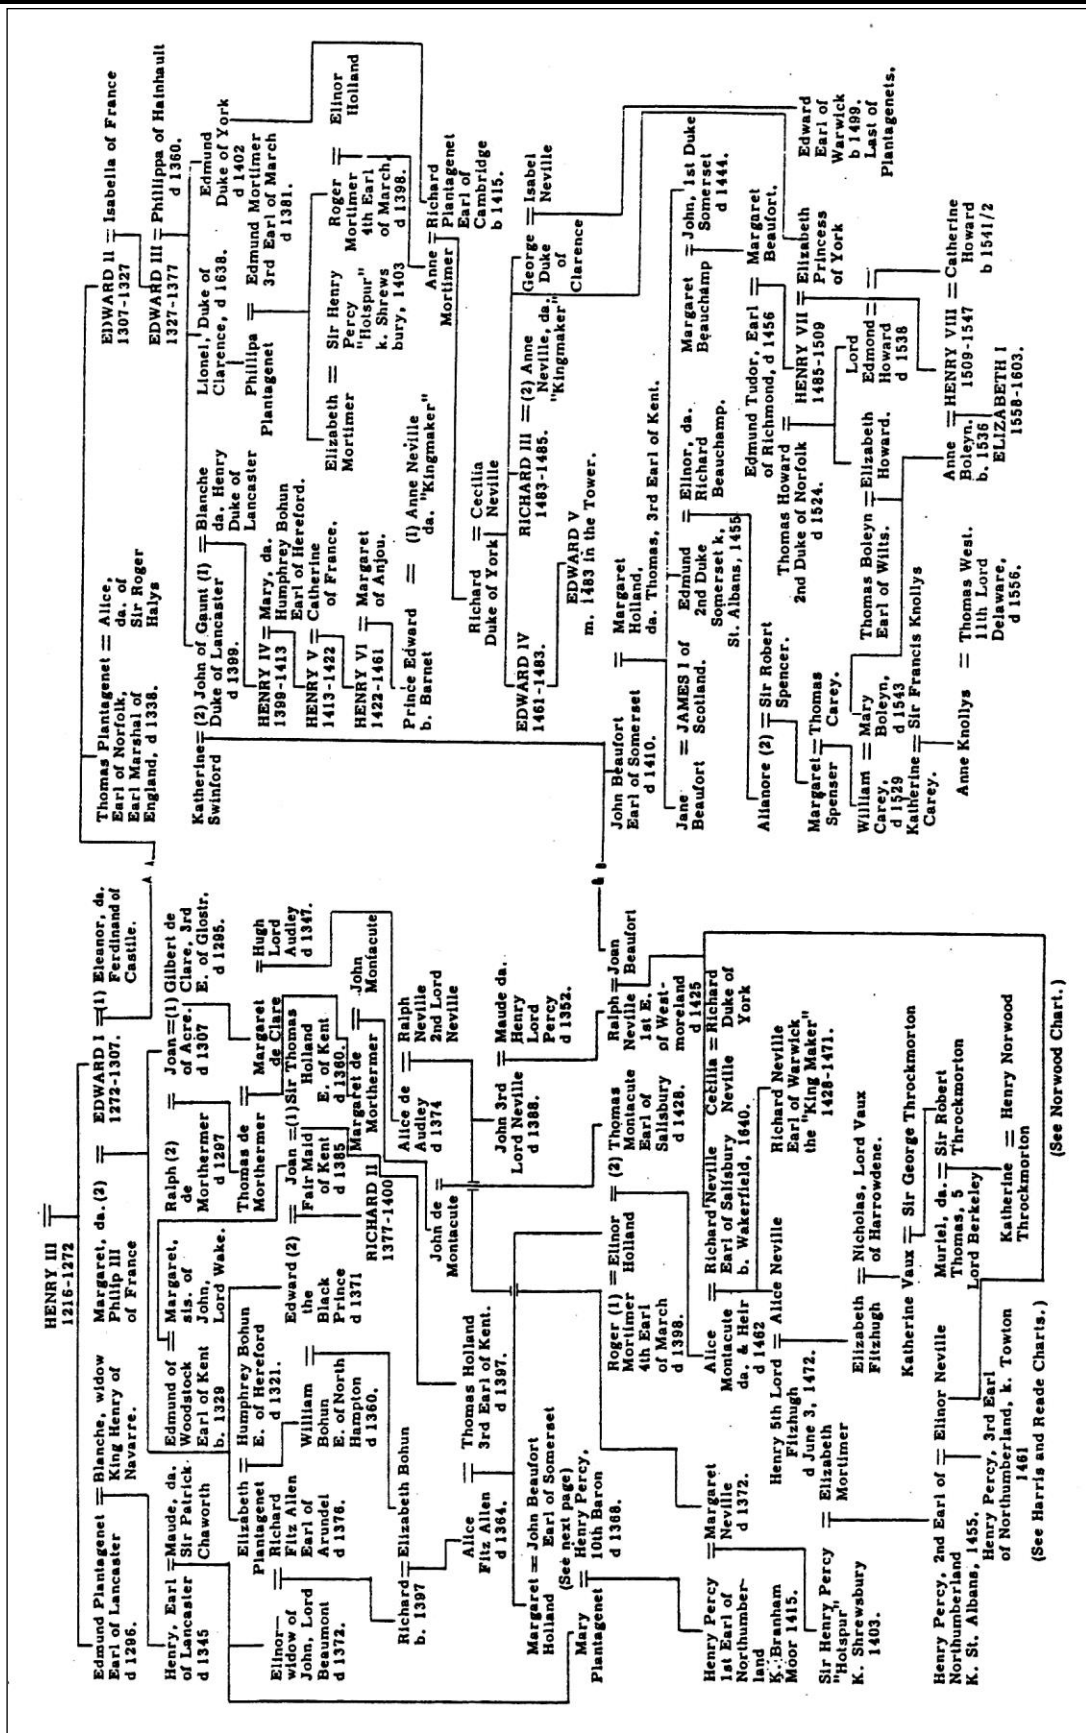 HENRY III
1216-1272
Edmund Plantagenet
Earl of Lancaster
d 1296.
Blanche, widow
King Henry of
Navarre.
Margaret, da. (2)
Philip III
of France
EDWARD I
1272-1307.
(1) Eleanor, da.
Ferdinand of
Castile.
Henry, Earl
of Lancaster
d 1345
Maude, da.
Sir Patrick
Chaworth
Edmund of
Woodstock
Earl of Kent
b. 1329
Margaret,
sis. of
John,
Lord Wake.
Ralph (2)
de
Morthermer
d 1297
Joan
of Acre.
d 1307
(1) Gilbert de
Clare, 3rd
E. of Glostr.
d 1295.
Elinor
widow of
John, Lord
Beaumont
d 1372.
Richard
Fitz Allen
Earl of
Arundel
d 1376.
Elizabeth
Plantagenet
Humphrey Bohun
E. of Hereford
d 1321.
Thomas de
Morthermer
Margaret
de Clare
Hugh
Lord
Audley
d 1347.
William
Bohun
E. of North
Hampton
d 1360.
Edward (2)
the
Black
Prince
d 1371
Joan
Fair Maid
of Kent
d 1385
(1) Sir Thomas
Holland
E. of Kent
d 1360.
Margaret de
Morthermer
John
Monfacute
RICHARD II
1377-1400
Richard
b. 1397
Elizabeth Bohun
John de
Montacute
Alice de
Audley
d 1374
Ralph
Neville
2nd Lord
Neville
Alice
Fitz Allen
d 1364.
Thomas Holland
3rd Earl of Kent.
d 1397.
John 3rd
Lord Neville
d 1388.
Maude da.
Henry
Lord
Percy
d 1352.
Margaret
Holland
John Beaufort
Earl of Somerset
(See next page)
Mary
Plantagenet
Henry Percy,
10th Baron
d 1368.
Roger (1)
Mortimer
4th Earl
of March
d 1398.
Elinor
Holland
(2) Thomas
Montacute
Earl of
Salisbury
d 1428.
Ralph
Neville
1st E.
of West-
moreland
d 1425
Joan
Beaufort
Henry Percy
1st Earl of
Northumber-
land
K. Branham
Moor 1415.
Margaret
Neville
d 1372.
Alice
Montacute
da. & Heir
d 1462
Richard Neville
Earl of Salisbury
b. Wakerfield, 1640.
Cecilia
Neville
Richard
Duke of
York
Henry 5th Lord
Fitzhugh
d June 3, 1472.
Alice Neville
Richard Neville
Earl of Warwick
the "King Maker"
1428-1471.
Sir Henry Percy
"Hotspur"
K. Shrewsbury
1403.
Elizabeth
Mortimer
Elizabeth
Fitzhugh
Nicholas, Lord Vaux
of Harrowdene.
Katherine Vaux
Sir George Throckmorton
Henry Percy, 2nd Earl of
Northumberland
K. St. Albans, 1455.
Elinor Neville
Muriel, da.
Thomas, 5
Lord Berkeley
Sir Robert
Throckmorton
Henry Percy, 3rd Earl
of Northumberland, k. Towton
1461
Katherine
Throckmorton
Henry Norwood
(See Harris and Reade Charts.)
(See Norwood Chart.)
A
A
B
Thomas Plantagenet
Earl of Norfolk,
Earl Marshal of
England, d 1338.
Alice,
da. of
Sir Roger
Halys
EDWARD II
1307-1327
Isabella of France
EDWARD III
1327-1377
Phillippa of Hainhault
d 1360.
Katherine
Swinford
(2) John of Gaunt (1)
Duke of Lancaster
d 1399.
Blanche
da. Henry
Duke of
Lancaster
Lionel, Duke of
Clarence, d 1638.
Edmund
Duke of York
d 1402
Phillipa
Plantagenet
Edmund Mortimer
3rd Earl of March
d 1381.
HENRY IV
1399-1413
Mary, da.
Humphrey Bohun
Earl of Hereford.
HENRY V
1413-1422
Catherine
of France.
Elizabeth
Mortimer
Sir Henry
Percy
"Hotspur"
k. Shrews
bury, 1403
Roger
Mortimer
4th Earl
of March,
d 1398.
Elinor
Holland
HENRY VI
1422-1461
Margaret
of Anjou.
Prince Edward
b. Barnet
(1) Anne Neville
da. "Kingmaker"
Anne
Mortimer
Richard
Plantagenet
Earl of
Cambridge
b 1415.
Richard
Duke of York
Cecilia
Neville
EDWARD IV
1461-1483.
RICHARD III
1483-1485.
(2) Anne
Neville, da.
"Kingmaker"
George
Duke
of
Clarence
Isabel
Neville
EDWARD V
m. 1483 in the Tower.
John Beaufort
Earl of Somerset
d 1410.
Margaret
Holland,
da. Thomas, 3rd Earl of Kent.
Jane
Beaufort
JAMES I of
Scotland.
Edmund
2nd Duke
Somerset k,
St. Albans, 1455
Elinor, da.
Richard
Beauchamp.
Margaret
Beauchamp
John, 1st Duke
Somerset
d 1444.
Alianore (2)
Sir Robert
Spencer.
Edmund Tudor, Earl
of Richmond, d 1456
Margaret
Beaufort.
Margaret
Spenser
Thomas
Carey.
Thomas Howard
2nd Duke of Norfolk
d 1524.
HENRY VII
1485-1509
Elizabeth
Princess
of York
Edward
Earl of
Warwick
b 1499.
Last of
Plantagenets.
William
Carey,
d 1529
Mary
Boleyn,
d 1543
Thomas Boleyn
Earl of Wilts.
Elizabeth
Howard.
Lord
Edmond
Howard
d 1538
Katherine
Carey.
Sir Francis Knollys
Anne
Boleyn.
b. 1536
HENRY VIII
1509-1547
Catherine
Howard
b 1541/2
Anne Knollys
Thomas West.
11th Lord
Delaware,
d 1556.
ELIZABETH I
1558-1603.